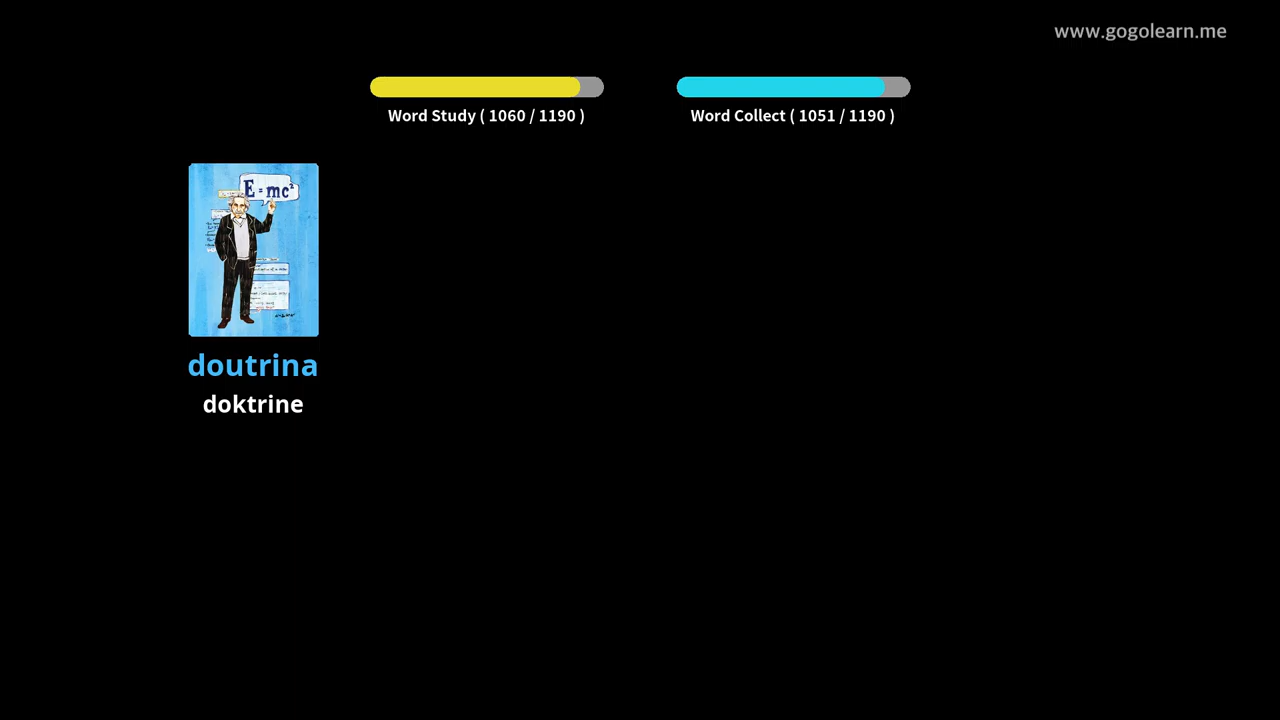 www.gogolearn.me
Word Study ( 1060 / 1190 )
Word Collect ( 1051 / 1190 )
E = mc²
doutrina
doktrine